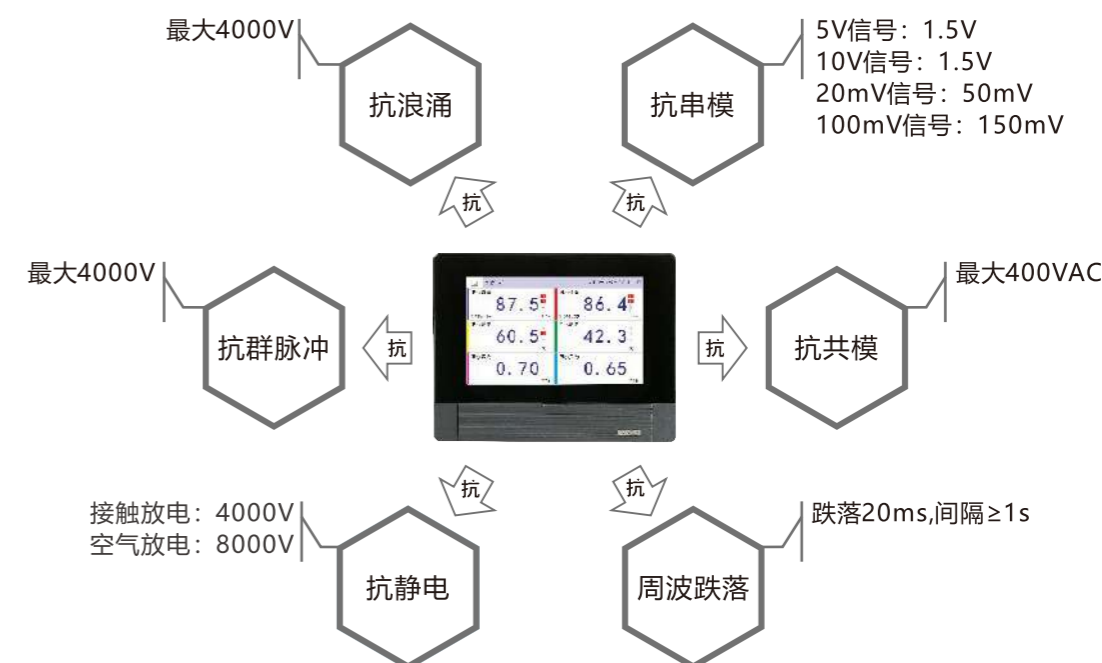 最大4000V
抗浪涌
抗串模
5V信号：1.5V
10V信号：1.5V
20mV信号：50mV
100mV信号：150mV
抗
抗
最大4000V
抗群脉冲
抗
87.5
86.4
60.5
42.3
0.70
0.65
抗
抗共模
最大400VAC
抗
抗
接触放电：4000V
空气放电：8000V
抗静电
周波跌落
跌落20ms,间隔≥1s